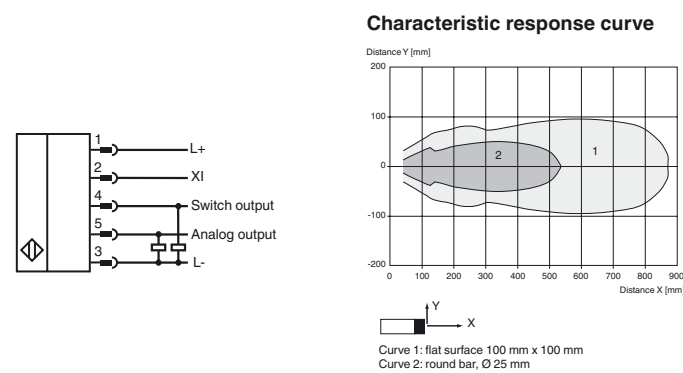 Characteristic response curve
Distance Y [mm]
200
100
0
-100
-200
0 100 200 300 400 500 600 700 800 900
Distance X [mm]
1
2
1 L+
2 XI
4 Switch output
5 Analog output
3 L-
Y
X
Curve 1: flat surface 100 mm x 100 mm
Curve 2: round bar, Ø 25 mm